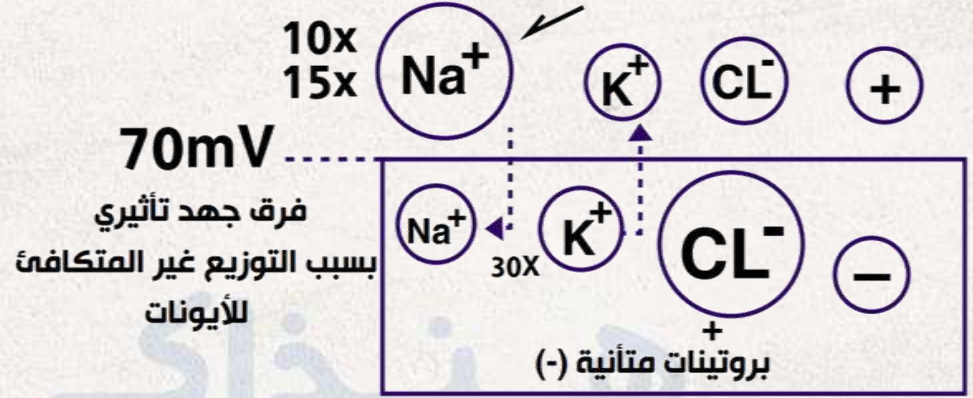 10x
15x
Na+
K+
CL-
+
70mV
فرق جهد تأثيري
بسبب التوزيع غير المتكافئ
للأيونات
Na+
30X
K+
CL-
−
+
بروتينات متأنية (-)